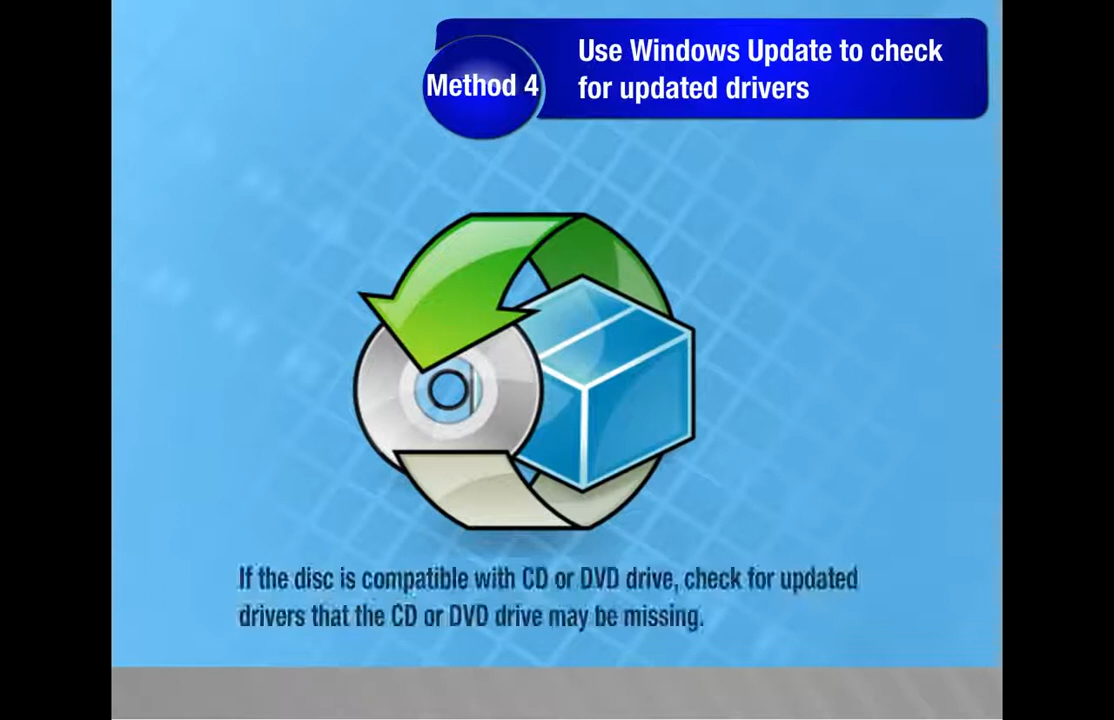 Method 4
Use Windows Update to check
for updated drivers
If the disc is compatible with CD or DVD drive, check for updated
drivers that the CD or DVD drive may be missing.